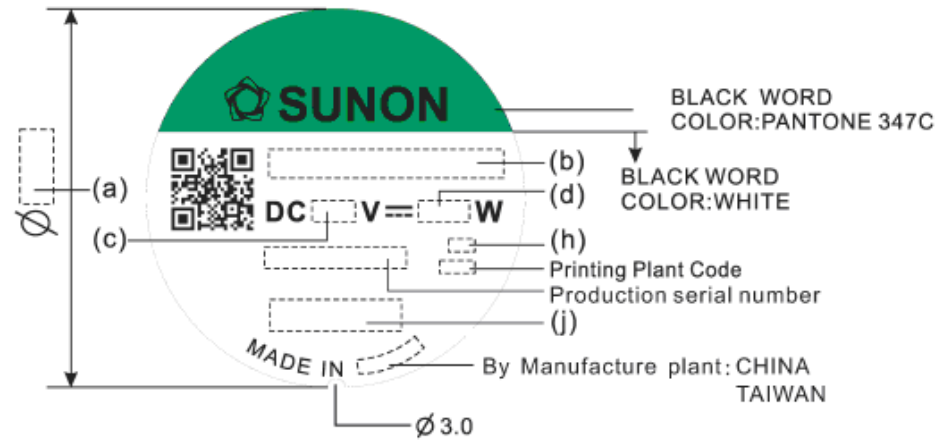 SUNON
BLACK WORD
COLOR:PANTONE 347C
(b)
BLACK WORD
COLOR:WHITE
(a)
Ø
(d)
DC V⎓ W
(c)
(h)
Printing Plant Code
Production serial number
(j)
MADE IN
By Manufacture plant: CHINA
TAIWAN
Ø 3.0